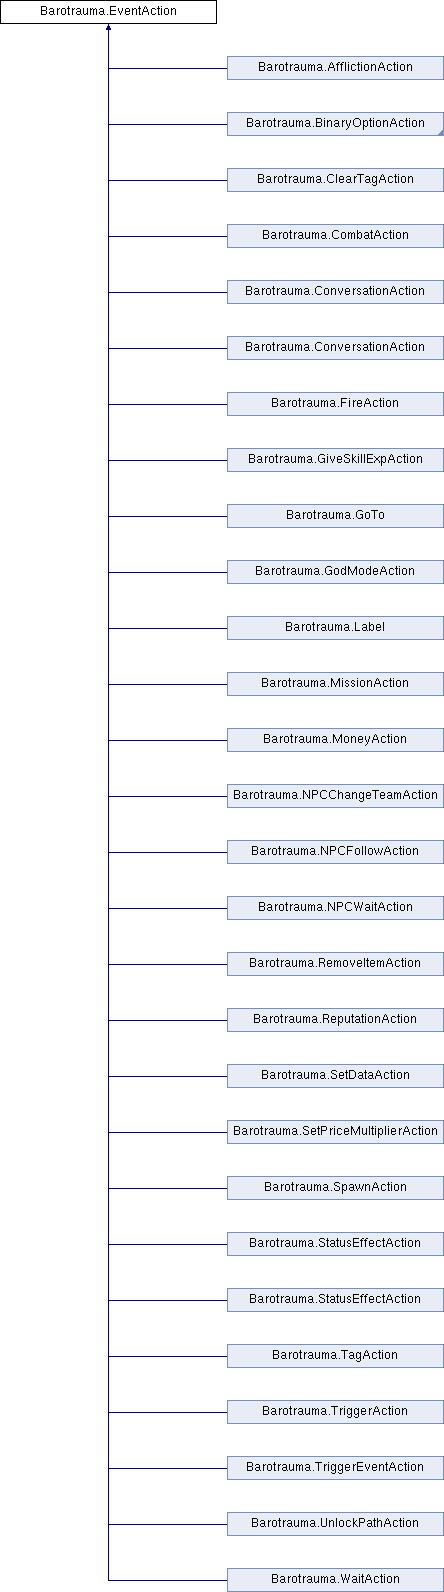 Barotrauma.EventAction
Barotrauma.AfflictionAction
Barotrauma.BinaryOptionAction
Barotrauma.ClearTagAction
Barotrauma.CombatAction
Barotrauma.ConversationAction
Barotrauma.ConversationAction
Barotrauma.FireAction
Barotrauma.GiveSkillExpAction
Barotrauma.GoTo
Barotrauma.GodModeAction
Barotrauma.Label
Barotrauma.MissionAction
Barotrauma.MoneyAction
Barotrauma.NPCChangeTeamAction
Barotrauma.NPCFollowAction
Barotrauma.NPCWaitAction
Barotrauma.RemoveItemAction
Barotrauma.ReputationAction
Barotrauma.SetDataAction
Barotrauma.SetPriceMultiplierAction
Barotrauma.SpawnAction
Barotrauma.StatusEffectAction
Barotrauma.StatusEffectAction
Barotrauma.TagAction
Barotrauma.TriggerAction
Barotrauma.TriggerEventAction
Barotrauma.UnlockPathAction
Barotrauma.WaitAction